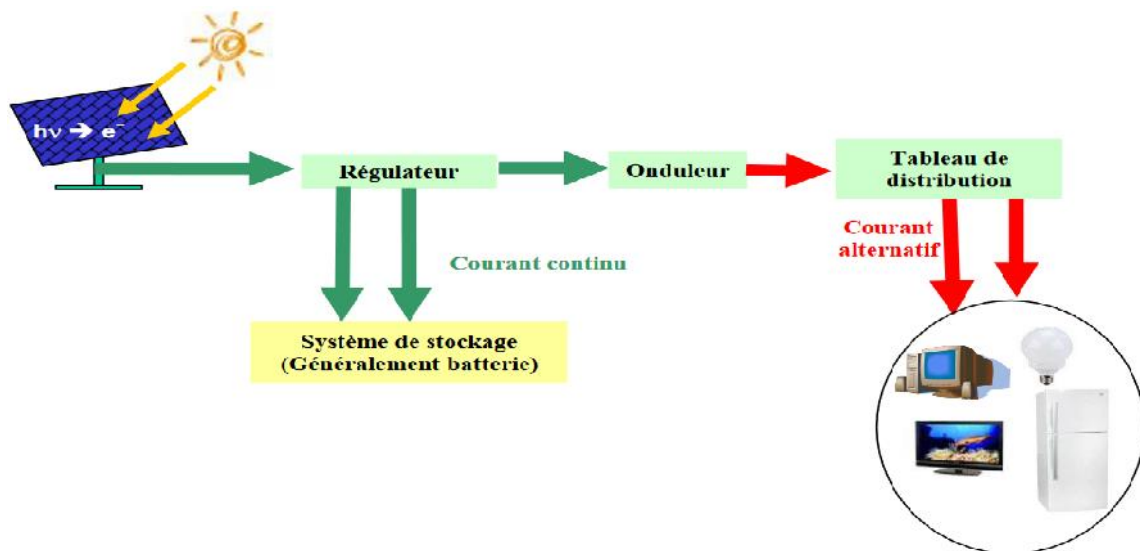 hν ➔ e⁻
Régulateur
Onduleur
Tableau de
distribution
Courant
alternatif
Courant continu
Système de stockage
(Généralement batterie)